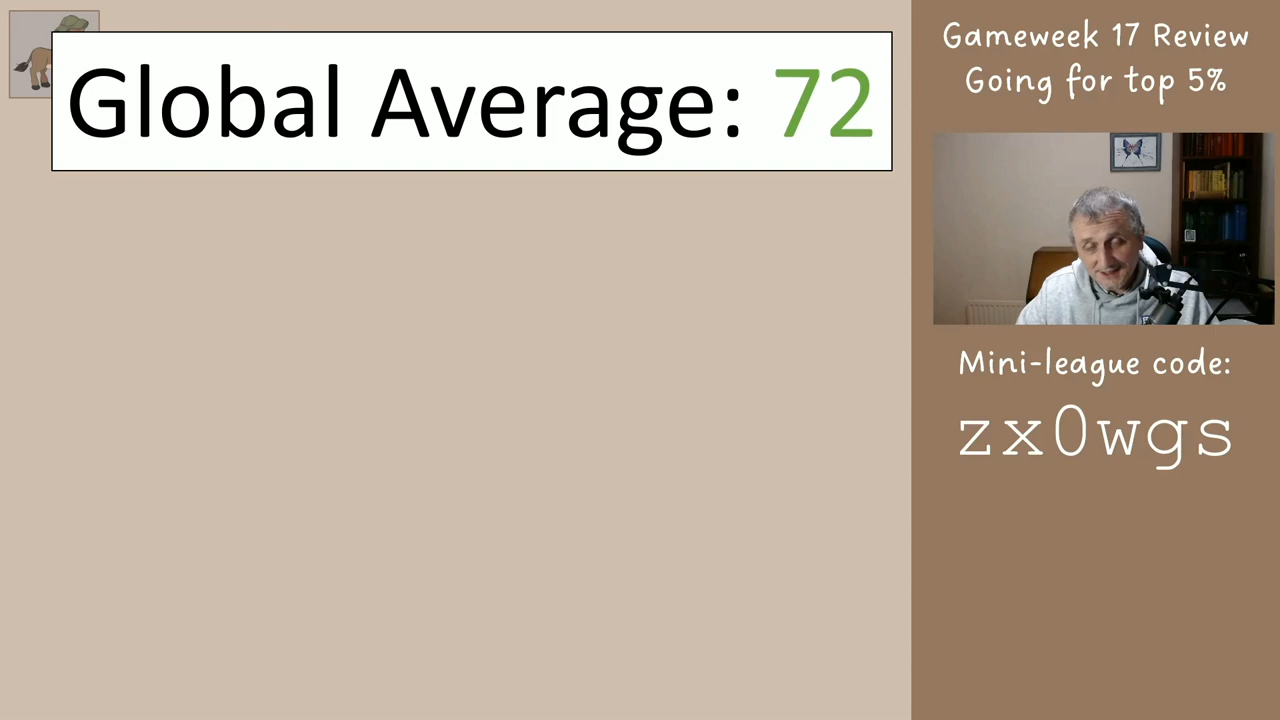 Global Average: 72
Gameweek 17 Review
Going for top 5%
Mini-league code:
zx0wgs